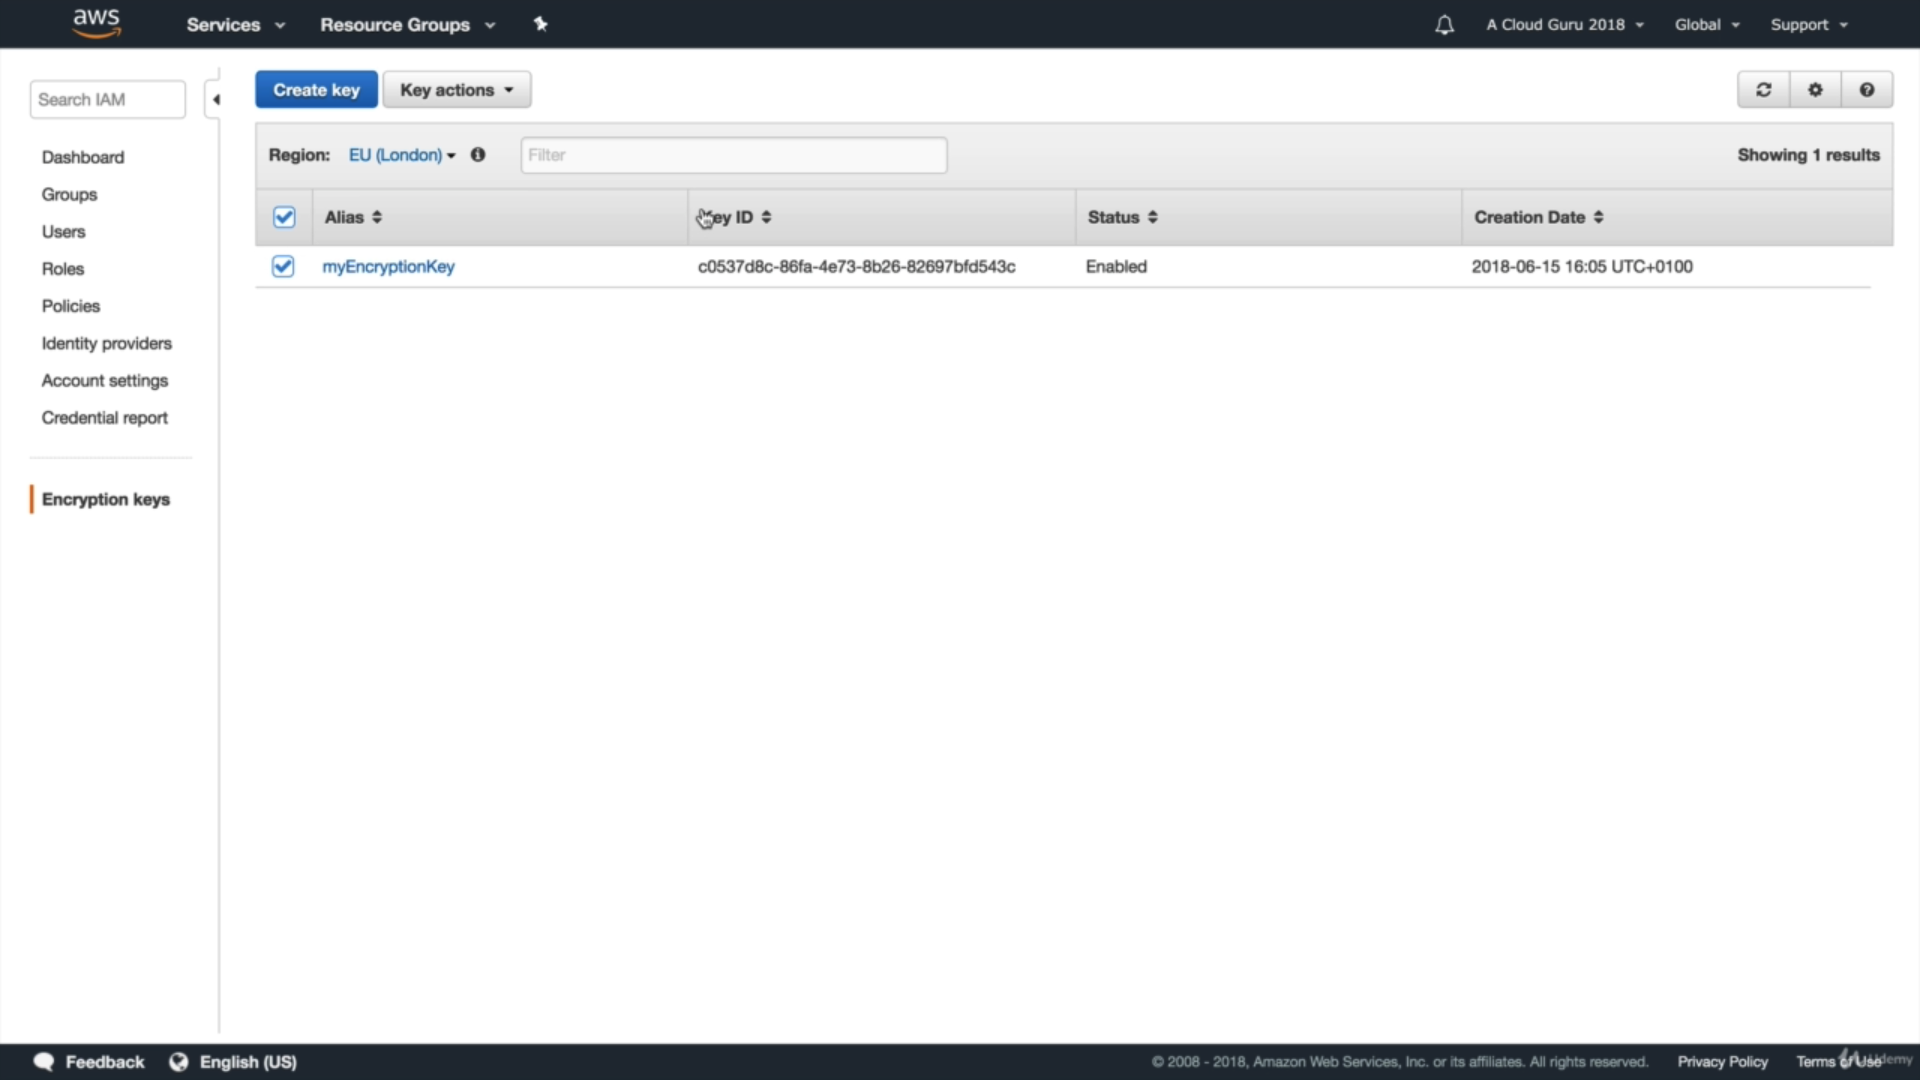 aws Services Resource Groups A Cloud Guru 2018 Global Support
Search IAM
Dashboard
Groups
Users
Roles
Policies
Identity providers
Account settings
Credential report
Encryption keys
Create key Key actions
Region: EU (London) Filter Showing 1 results
Alias Key ID Status Creation Date
myEncryptionKey c0537d8c-86fa-4e73-8b26-82697bfd543c Enabled 2018-06-15 16:05 UTC+0100
Feedback English (US) © 2008 - 2018, Amazon Web Services, Inc. or its affiliates. All rights reserved. Privacy Policy Terms of Use
Udemy